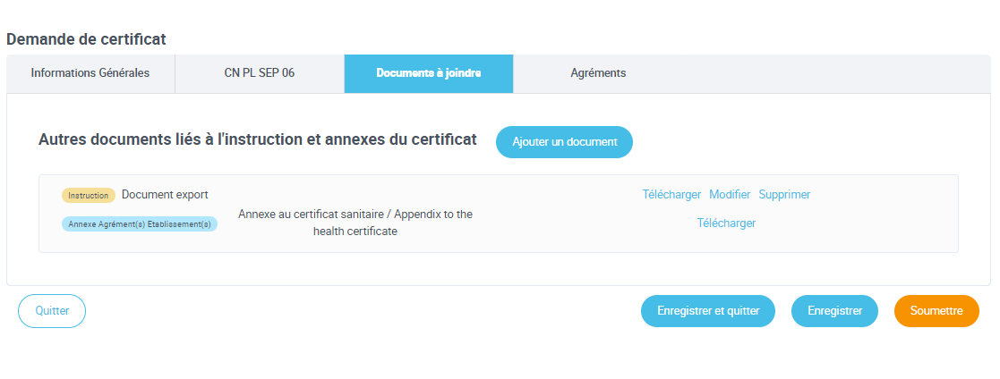 Demande de certificat
Informations Générales
CN PL SEP 06
Documents à joindre
Agréments
Autres documents liés à l'instruction et annexes du certificat
Ajouter un document
Instruction
Document export
Télécharger Modifier Supprimer
Annexe Agrément(s) Etablissement(s)
Annexe au certificat sanitaire / Appendix to the
health certificate
Télécharger
Quitter
Enregistrer et quitter
Enregistrer
Soumettre